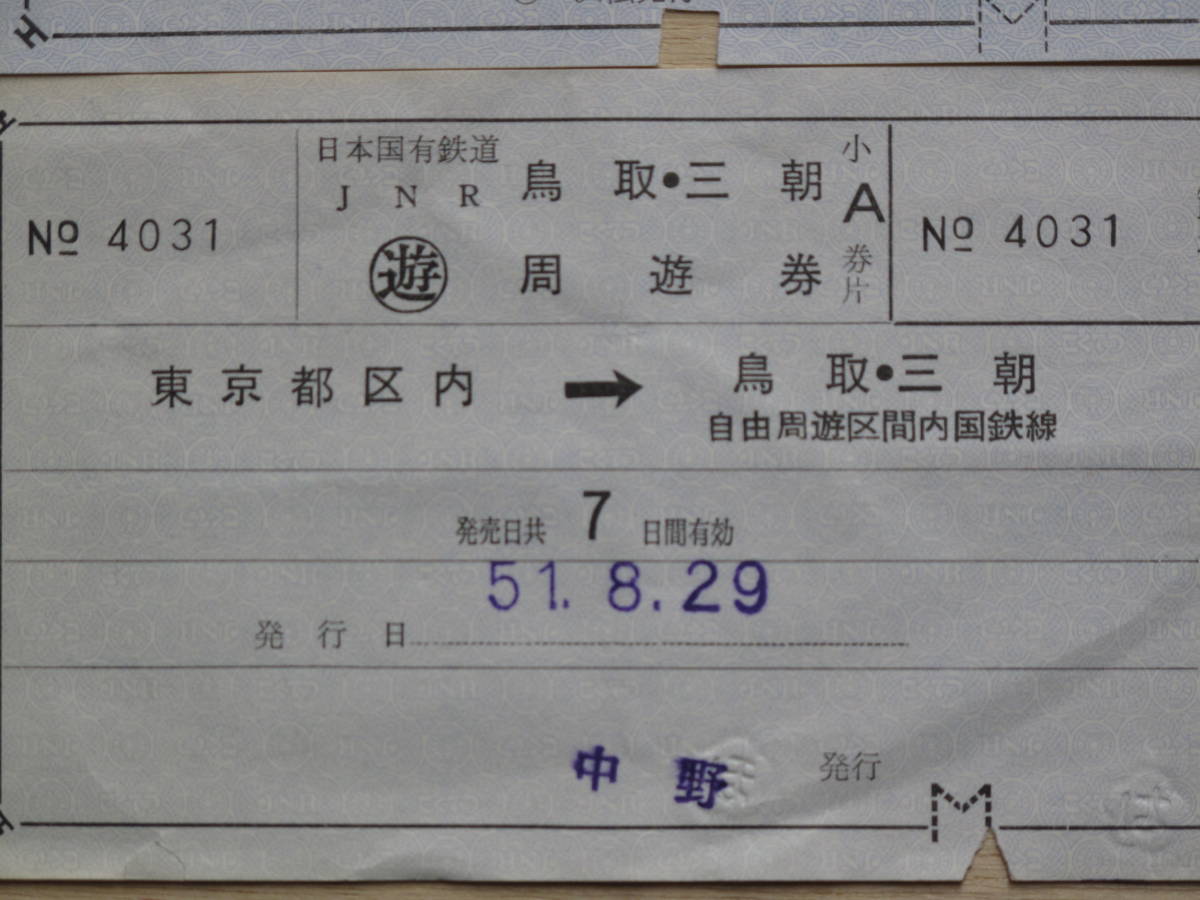 日本国有鉄道
JNR
鳥取・三朝
小
A
券片
遊
周遊券
No 4031
No 4031
東京都区内 → 鳥取・三朝
自由周遊区間内国鉄線
発売日共 7 日間有効
51. 8. 29
発行日
中野 発行